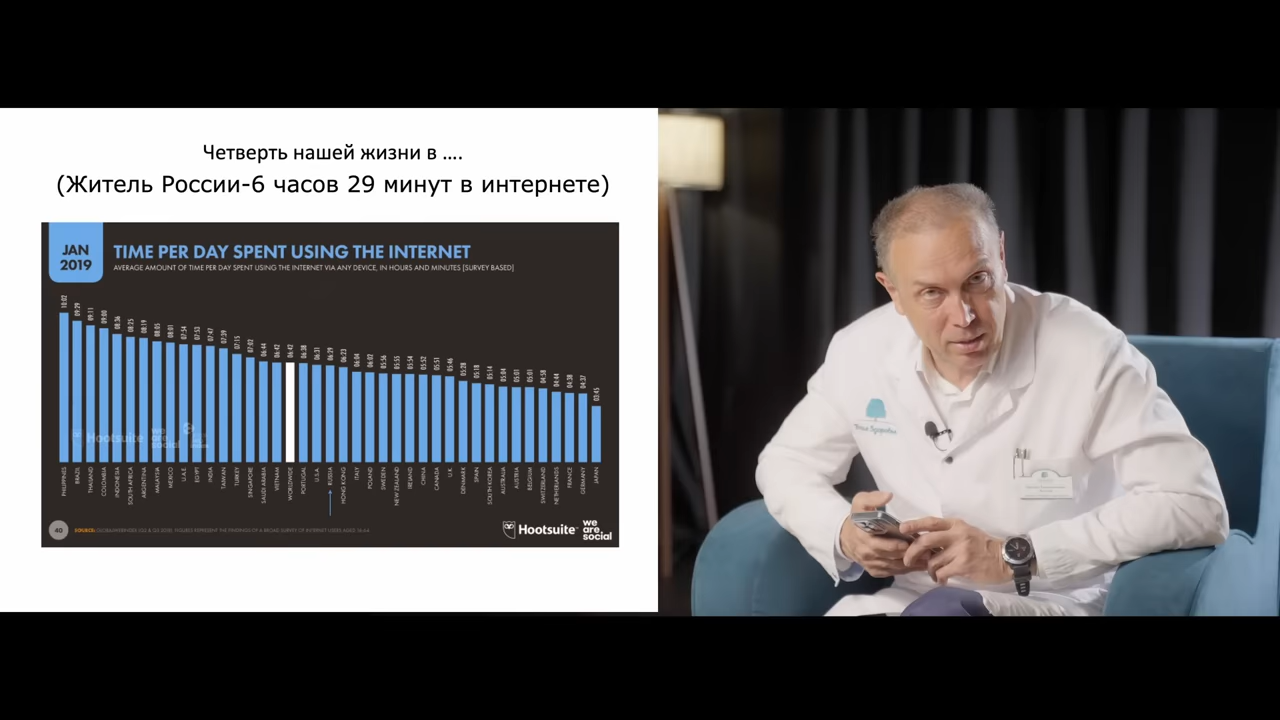 Четверть нашей жизни в ....
(Житель России-6 часов 29 минут в интернете)
JAN
2019
TIME PER DAY SPENT USING THE INTERNET
AVERAGE AMOUNT OF TIME PER DAY SPENT USING THE INTERNET VIA ANY DEVICE, IN HOURS AND MINUTES [SURVEY BASED]
10:02 09:29 09:11 09:00 08:36 08:25 08:19 08:05 08:01 07:54 07:53 07:47 07:39 07:15 07:02 06:44 06:42 06:42 06:38 06:31 06:29 06:23 06:04 06:02 05:56 05:55 05:54 05:52 05:51 05:46 05:28 05:18 05:14 05:04 05:01 05:01 04:58 04:44 04:38 04:37 03:45
Hootsuite
we
are
social
PHILIPPINES BRAZIL THAILAND COLOMBIA INDONESIA SOUTH AFRICA ARGENTINA MALAYSIA MEXICO U.A.E. EGYPT INDIA TAIWAN TURKEY SINGAPORE SAUDI ARABIA VIETNAM WORLDWIDE PORTUGAL U.S.A. RUSSIA HONG KONG ITALY POLAND SWEDEN NEW ZEALAND IRELAND CHINA CANADA U.K. DENMARK SPAIN SOUTH KOREA AUSTRALIA AUSTRIA BELGIUM SWITZERLAND NETHERLANDS FRANCE GERMANY JAPAN
40
SOURCE:
Hootsuite
we
are
social